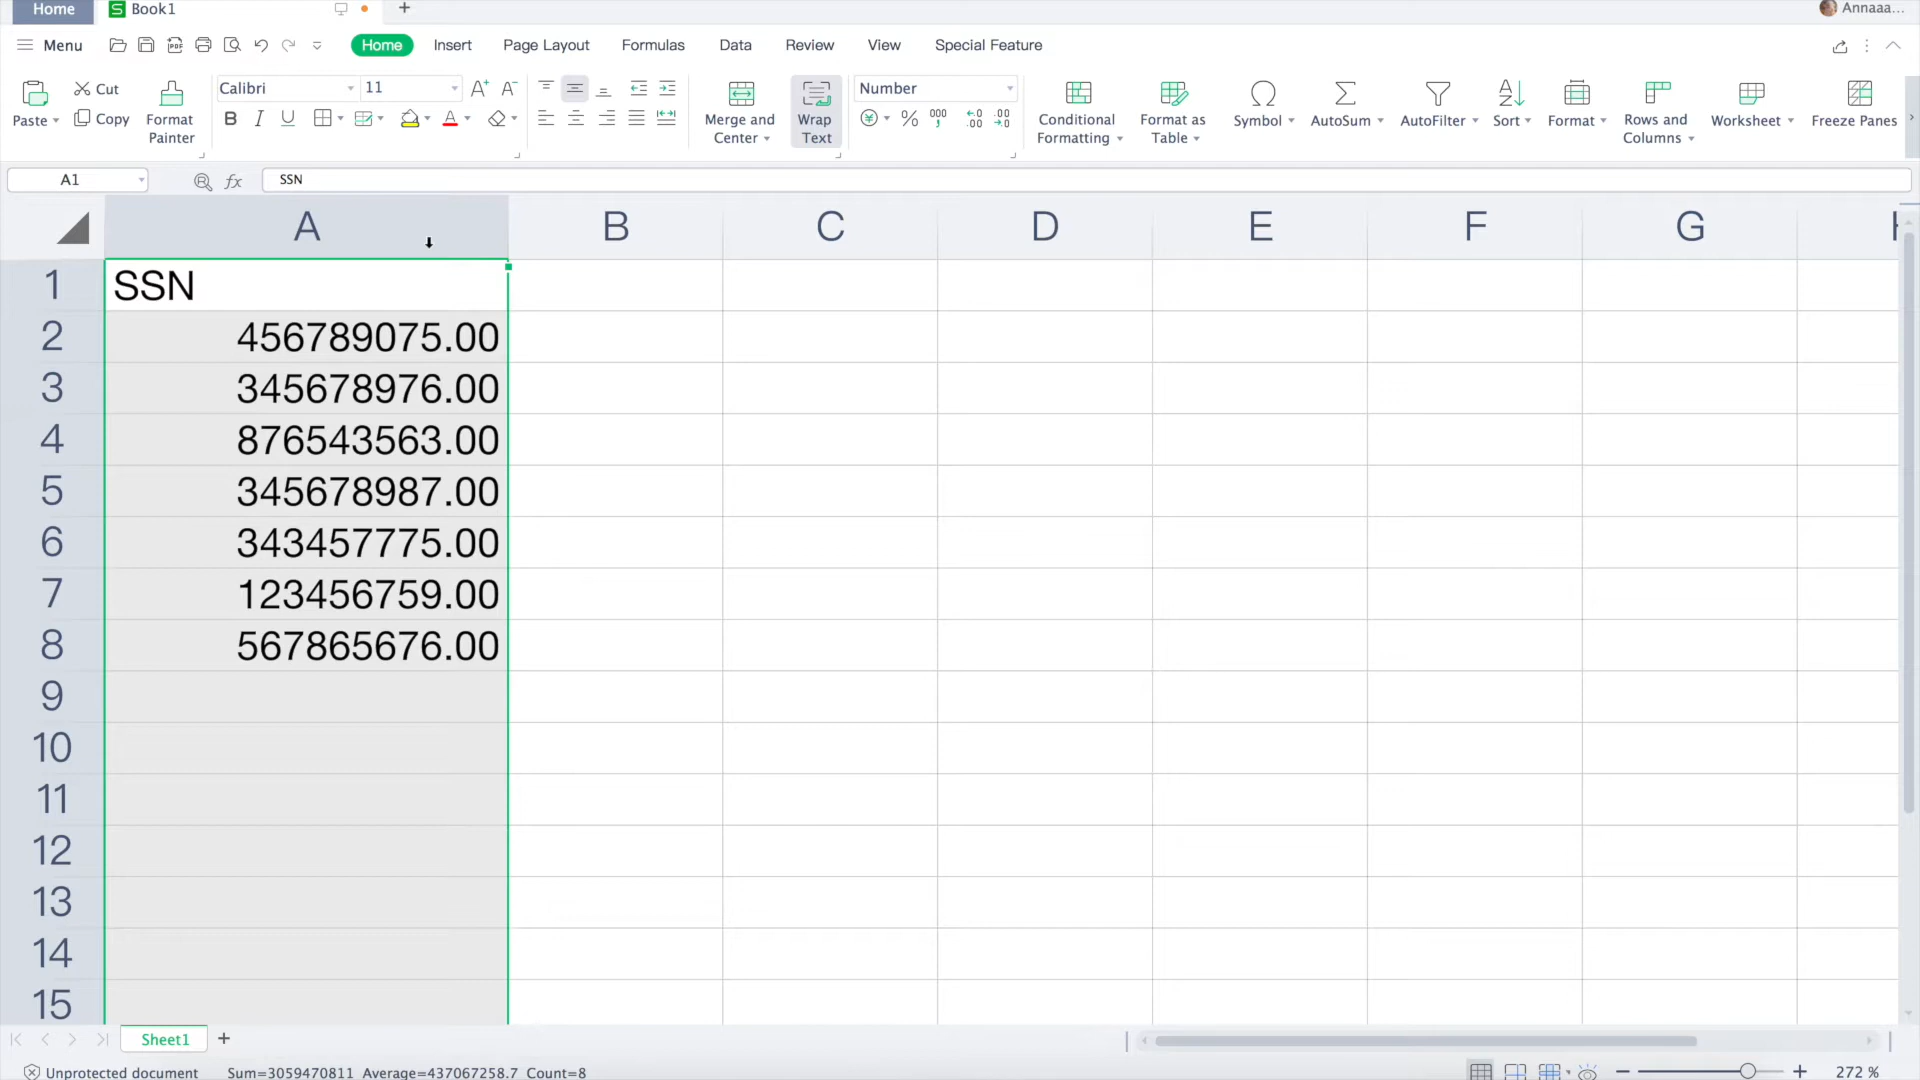 Home
Book1
+
Annaaa...
Menu
Home
Insert
Page Layout
Formulas
Data
Review
View
Special Feature
Paste
Cut
Copy
Format
Painter
Calibri
11
A+
A-
B
I
U
A
Merge and
Center
Wrap
Text
Number
¥
%
000
Conditional
Formatting
Format as
Table
Symbol
AutoSum
AutoFilter
Sort
Format
Rows and
Columns
Worksheet
Freeze Panes
A1
fx
SSN
A B C D E F G
1 SSN
2 456789075.00
3 345678976.00
4 876543563.00
5 345678987.00
6 343457775.00
7 123456759.00
8 567865676.00
9
10
11
12
13
14
15
Sheet1
+
Unprotected document Sum=3059470811 Average=437067258.7 Count=8
272 %